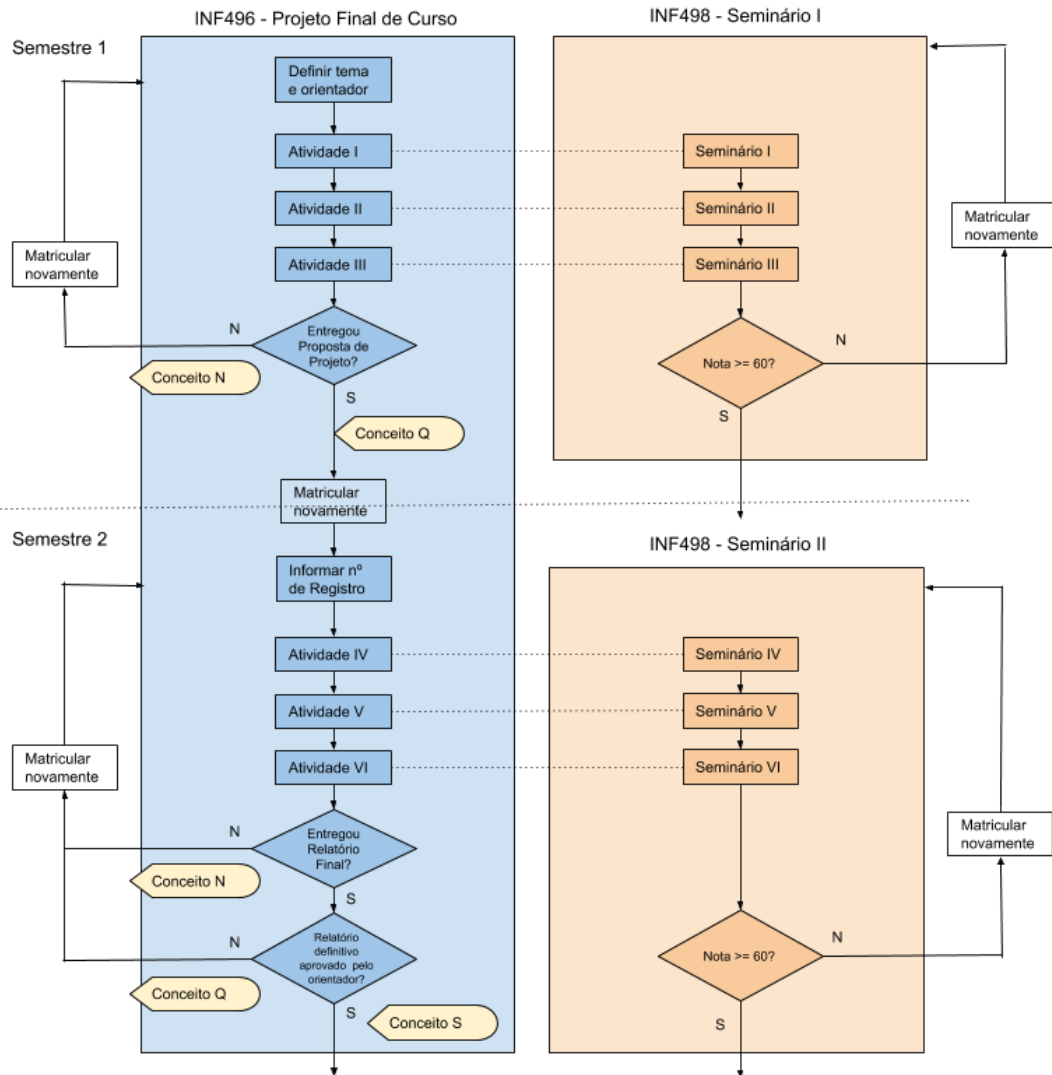 INF496 - Projeto Final de Curso
INF498 - Seminário I
Semestre 1
Definir tema
e orientador
Atividade I
Seminário I
Atividade II
Seminário II
Matricular
novamente
Matricular
novamente
Atividade III
Seminário III
N
Entregou
Proposta de
Projeto?
N
Nota >= 60?
Conceito N
S
S
Conceito Q
Matricular
novamente
Semestre 2
INF498 - Seminário II
Informar nº
de Registro
Atividade IV
Seminário IV
Atividade V
Seminário V
Matricular
novamente
Atividade VI
Seminário VI
N
Entregou
Relatório
Final?
Matricular
novamente
Conceito N
S
N
Relatório
definitivo
aprovado pelo
orientador?
N
Nota >= 60?
Conceito Q
S
Conceito S
S